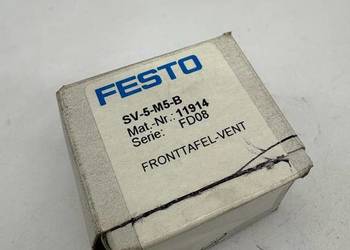 FESTO
SV-5-M5-B
Mat.-Nr.: 11914
Serie: FD08
FRONTTAFEL-VENT